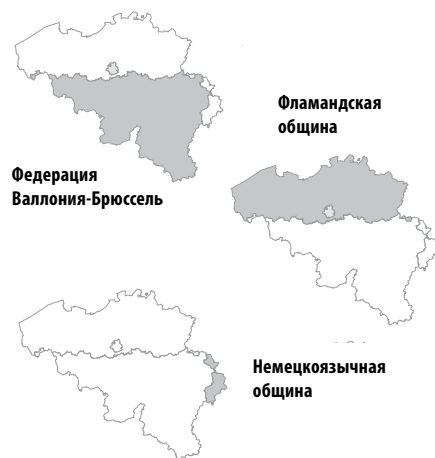 Фламандская
община
Федерация
Валлония-Брюссель
Немецкоязычная
община